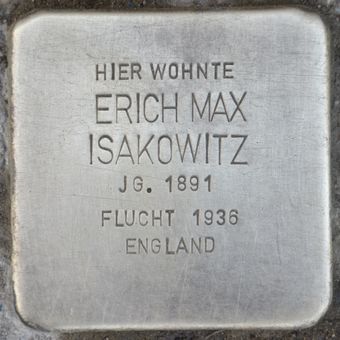 HIER WOHNTE
ERICH MAX
ISAKOWITZ
JG. 1891
FLUCHT 1936
ENGLAND